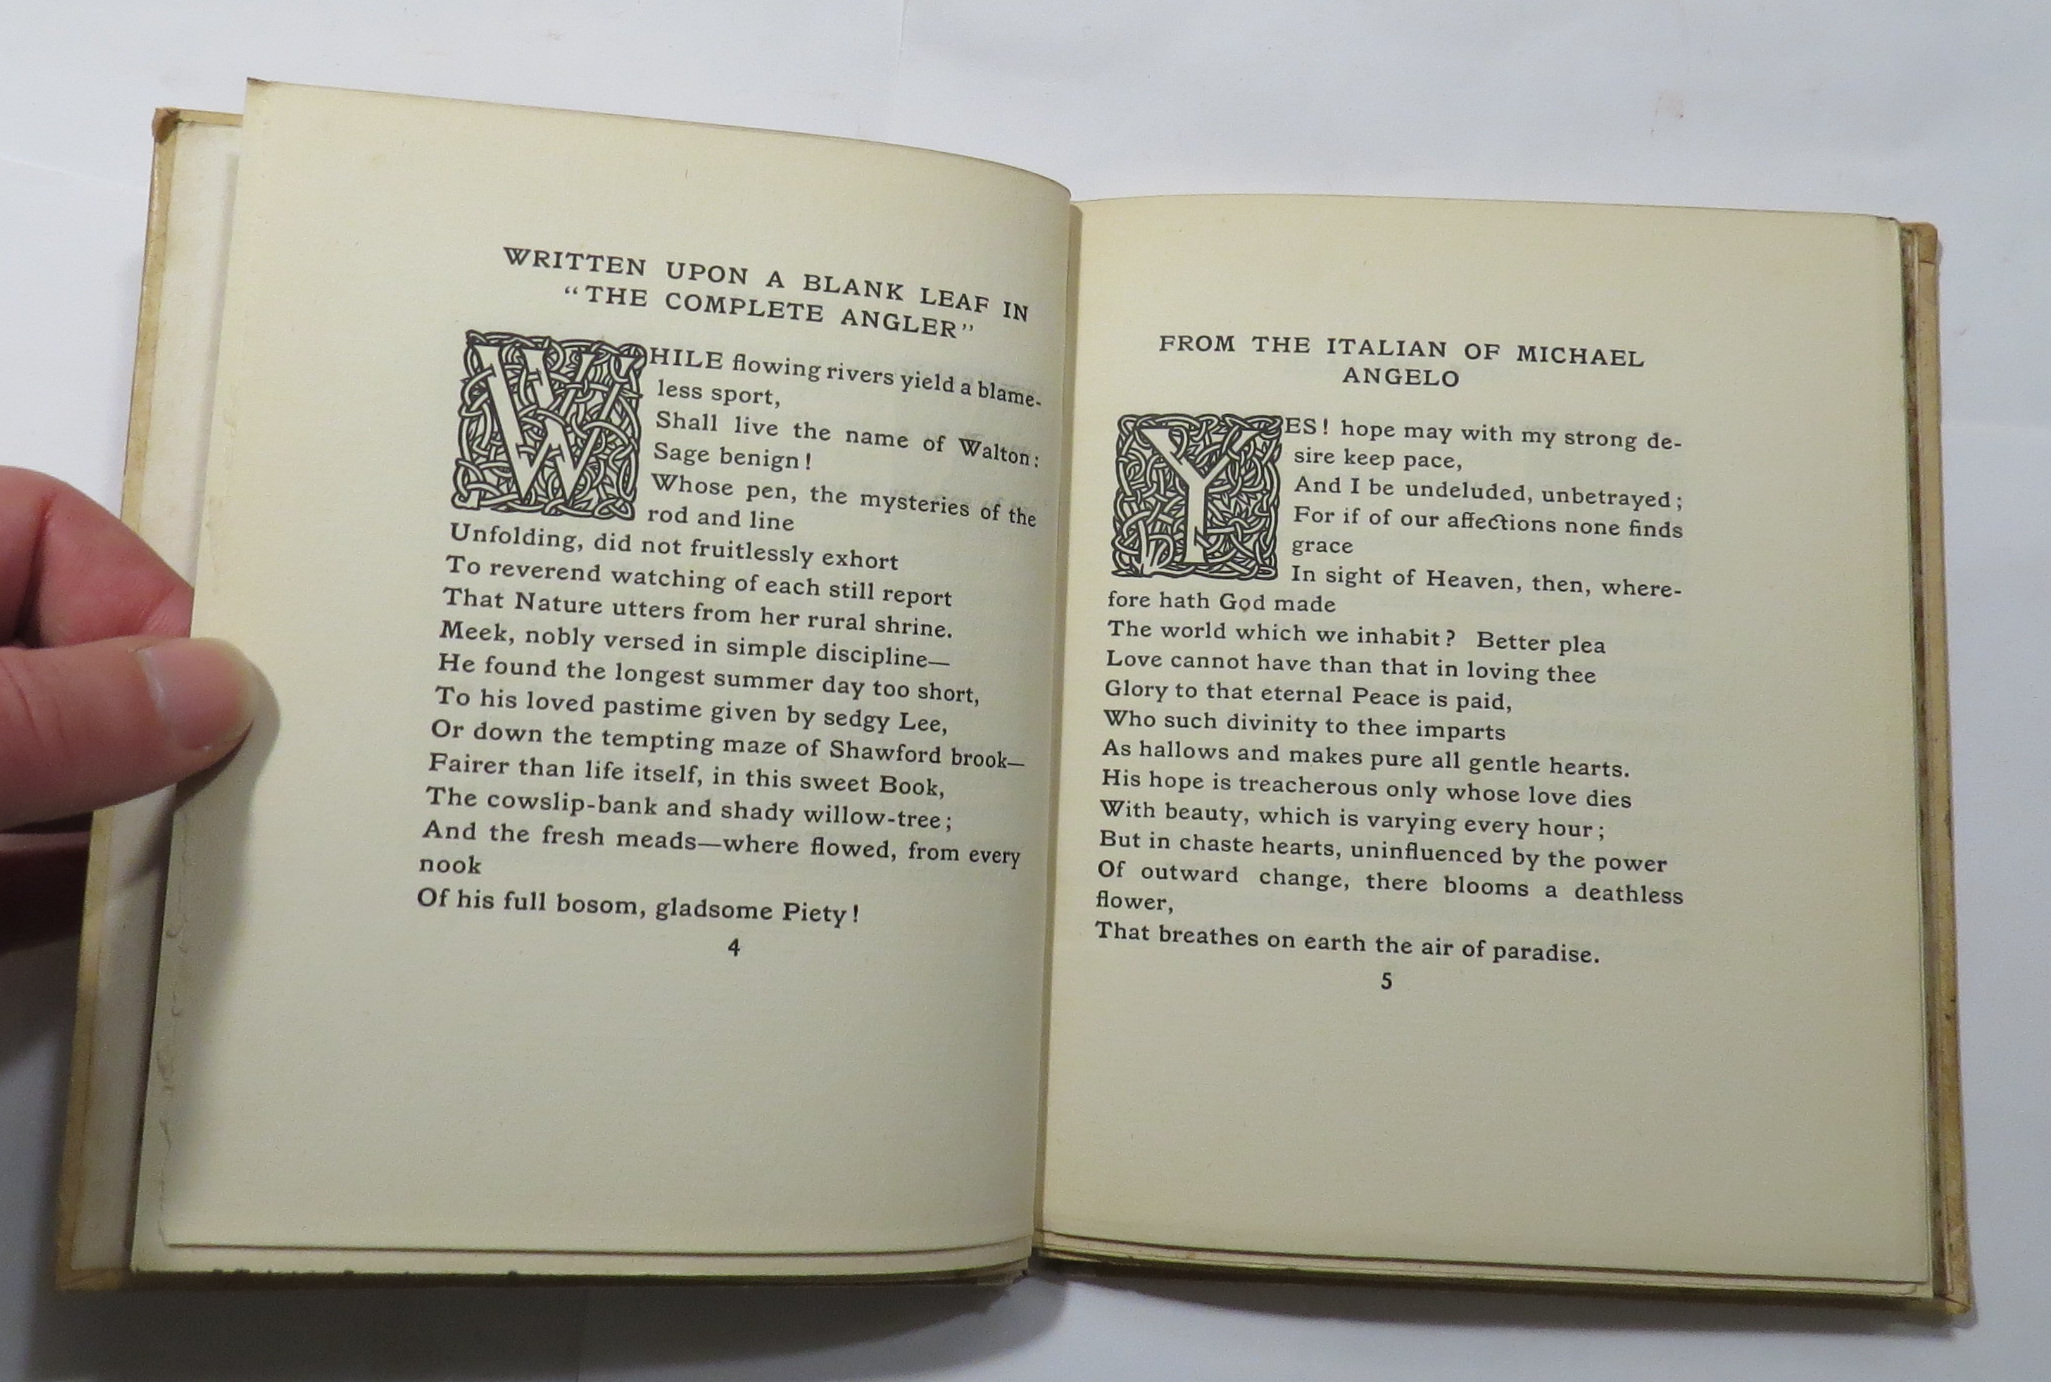 WRITTEN UPON A BLANK LEAF IN
“THE COMPLETE ANGLER”
WHILE flowing rivers yield a blame-
less sport,
Shall live the name of Walton:
Sage benign!
Whose pen, the mysteries of the
rod and line
Unfolding, did not fruitlessly exhort
To reverend watching of each still report
That Nature utters from her rural shrine.
Meek, nobly versed in simple discipline—
He found the longest summer day too short,
To his loved pastime given by sedgy Lee,
Or down the tempting maze of Shawford brook—
Fairer than life itself, in this sweet Book,
The cowslip-bank and shady willow-tree;
And the fresh meads—where flowed, from every
nook
Of his full bosom, gladsome Piety!
4
FROM THE ITALIAN OF MICHAEL
ANGELO
YES! hope may with my strong de-
sire keep pace,
And I be undeluded, unbetrayed;
For if of our affections none finds
grace
In sight of Heaven, then, where-
fore hath God made
The world which we inhabit? Better plea
Love cannot have than that in loving thee
Glory to that eternal Peace is paid,
Who such divinity to thee imparts
As hallows and makes pure all gentle hearts.
His hope is treacherous only whose love dies
With beauty, which is varying every hour;
But in chaste hearts, uninfluenced by the power
Of outward change, there blooms a deathless
flower,
That breathes on earth the air of paradise.
5